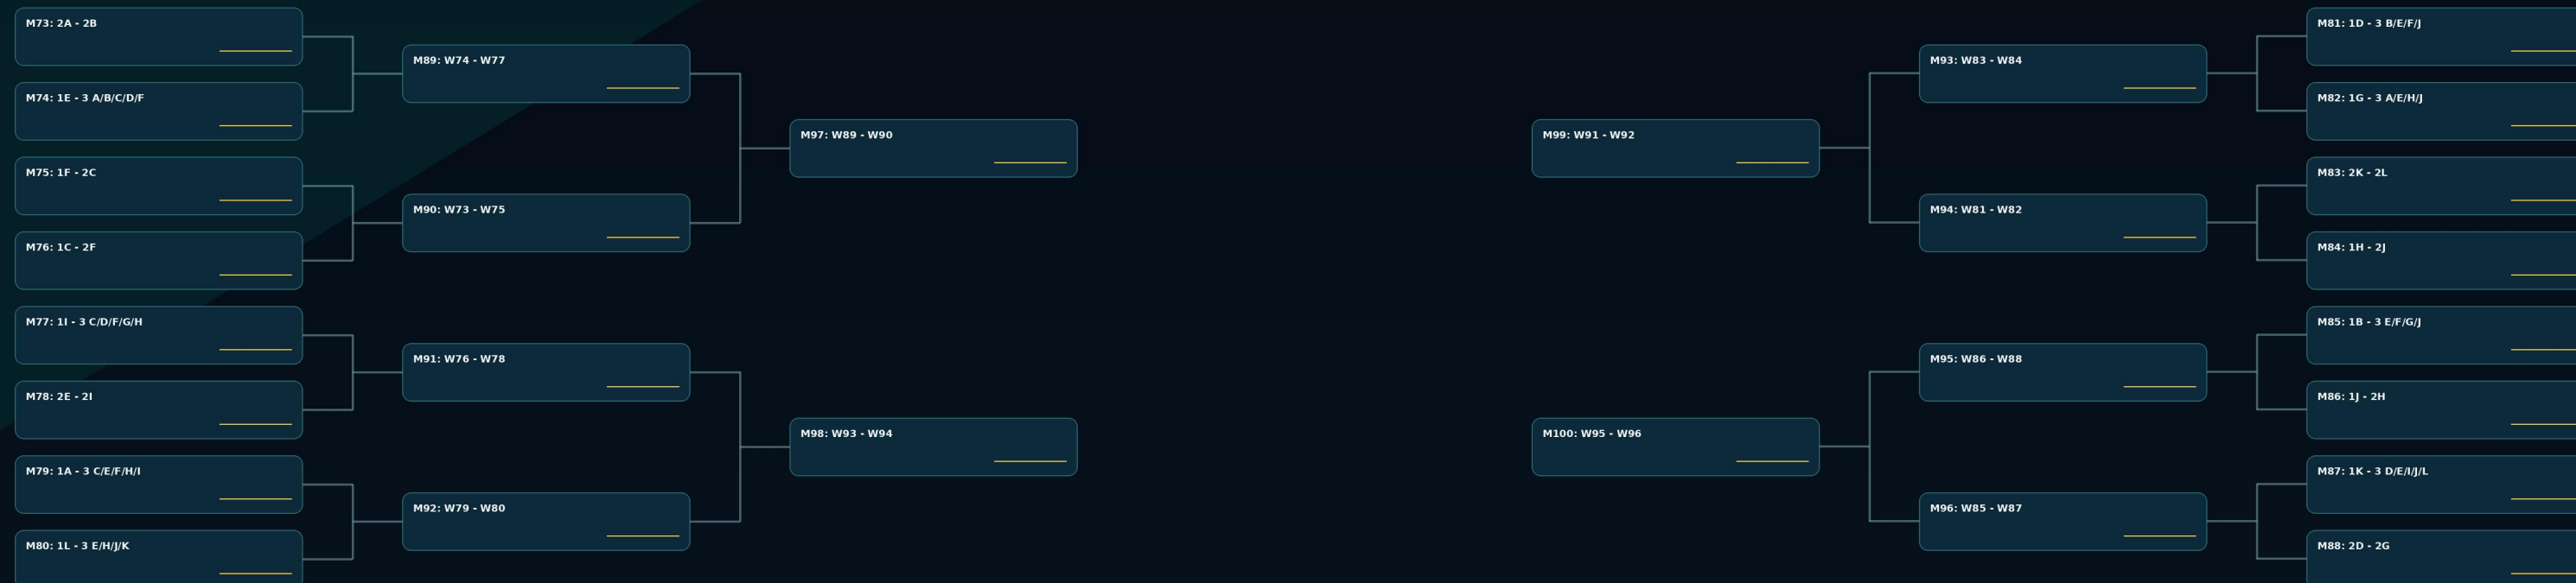 M73: 2A - 2B
M74: 1E - 3 A/B/C/D/F
M75: 1F - 2C
M76: 1C - 2F
M77: 1I - 3 C/D/F/G/H
M78: 2E - 2I
M79: 1A - 3 C/E/F/H/I
M80: 1L - 3 E/H/J/K
M89: W74 - W77
M90: W73 - W75
M91: W76 - W78
M92: W79 - W80
M97: W89 - W90
M98: W93 - W94
M99: W91 - W92
M100: W95 - W96
M93: W83 - W84
M94: W81 - W82
M95: W86 - W88
M96: W85 - W87
M81: 1D - 3 B/E/F/J
M82: 1G - 3 A/E/H/J
M83: 2K - 2L
M84: 1H - 2J
M85: 1B - 3 E/F/G/J
M86: 1J - 2H
M87: 1K - 3 D/E/I/J/L
M88: 2D - 2G